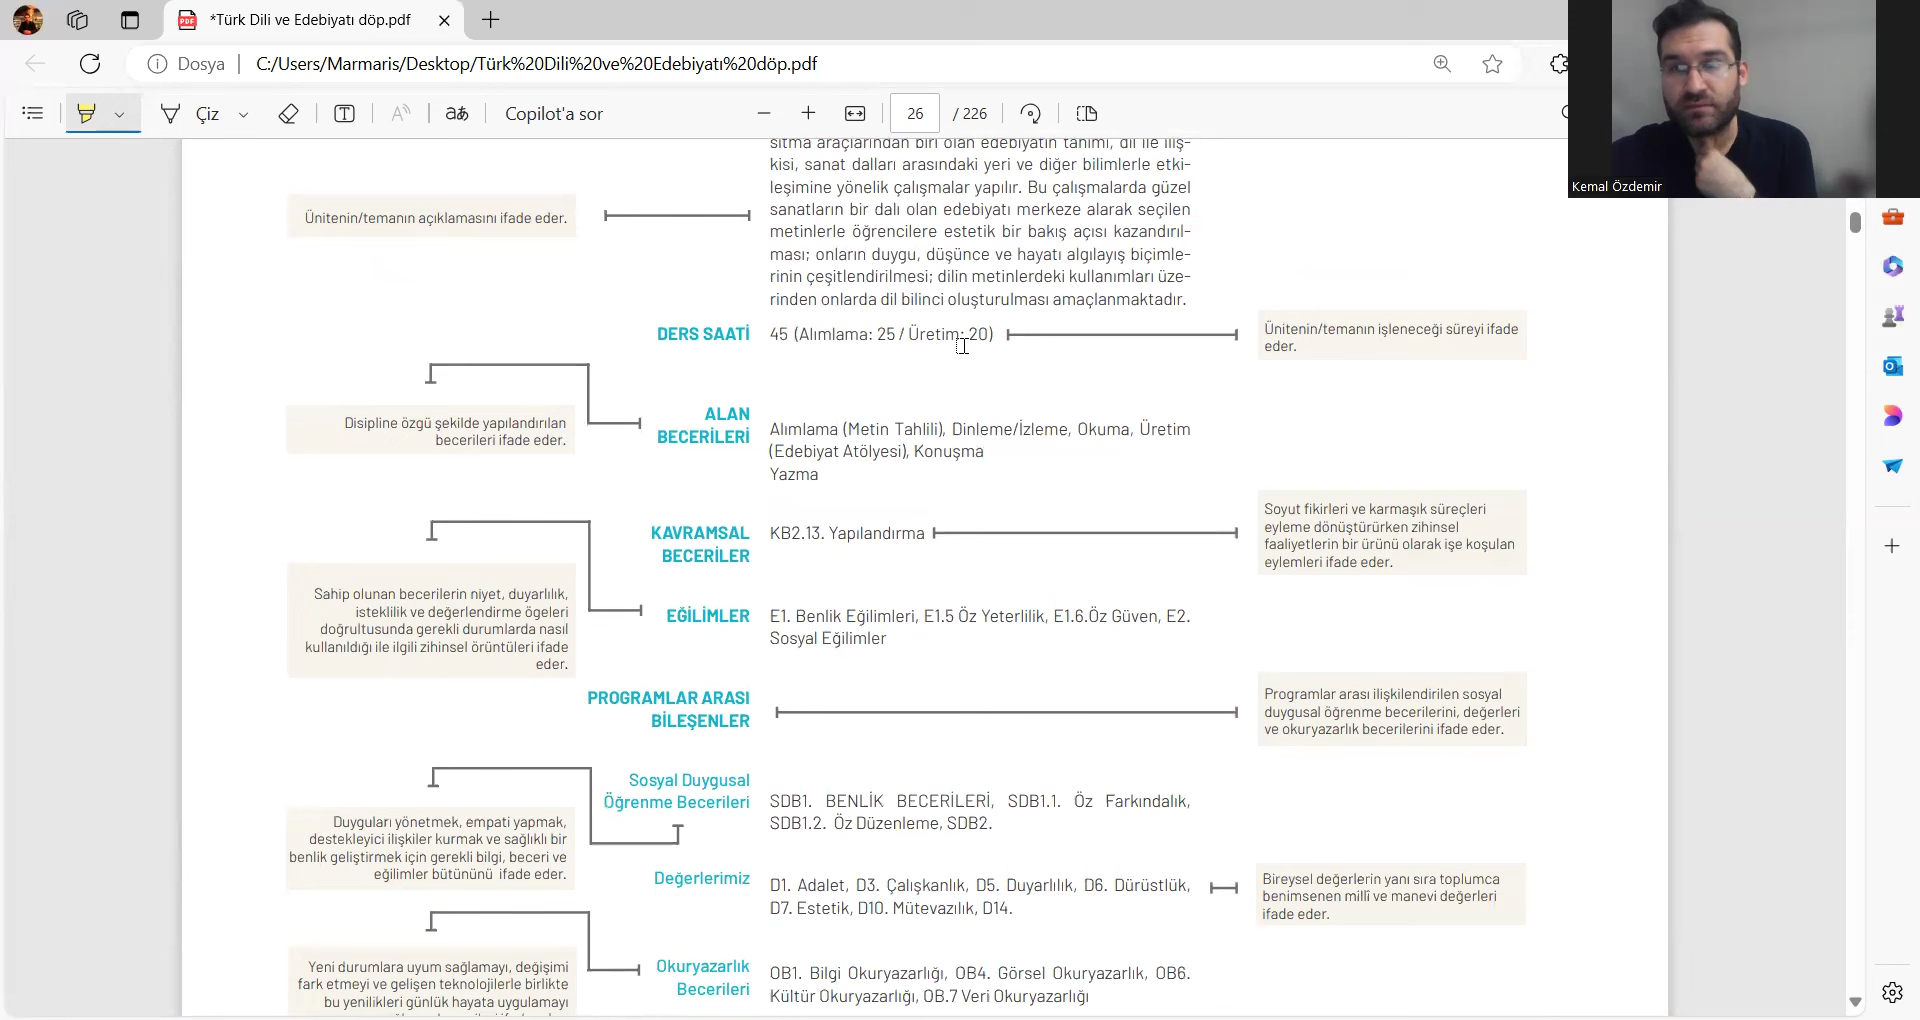 *Türk Dili ve Edebiyatı döp.pdf
Dosya
C:/Users/Marmaris/Desktop/Türk%20Dili%20ve%20Edebiyatı%20döp.pdf
Çiz
Copilot'a sor
26 / 226
Kemal Özdemir
sıtma araçlarından biri olan edebiyatın tanımı, dil ile iliş-
kisi, sanat dalları arasındaki yeri ve diğer bilimlerle etki-
leşimine yönelik çalışmalar yapılır. Bu çalışmalarda güzel
sanatların bir dalı olan edebiyatı merkeze alarak seçilen
metinlerle öğrencilere estetik bir bakış açısı kazandırıl-
ması; onların duygu, düşünce ve hayatı algılayış biçimle-
rinin çeşitlendirilmesi; dilin metinlerdeki kullanımları üze-
rinden onlarda dil bilinci oluşturulması amaçlanmaktadır.
Ünitenin/temanın açıklamasını ifade eder.
DERS SAATİ
45 (Alımlama: 25 / Üretim: 20)
Ünitenin/temanın işleneceği süreyi ifade
eder.
Disipline özgü şekilde yapılandırılan
becerileri ifade eder.
ALAN
BECERİLERİ
Alımlama (Metin Tahlili), Dinleme/İzleme, Okuma, Üretim
(Edebiyat Atölyesi), Konuşma
Yazma
KAVRAMSAL
BECERİLER
KB2.13. Yapılandırma
Soyut fikirleri ve karmaşık süreçleri
eyleme dönüştürürken zihinsel
faaliyetlerin bir ürünü olarak işe koşulan
eylemleri ifade eder.
Sahip olunan becerilerin niyet, duyarlılık,
isteklilik ve değerlendirme ögeleri
doğrultusunda gerekli durumlarda nasıl
kullanıldığı ile ilgili zihinsel örüntüleri ifade
eder.
EĞİLİMLER
E1. Benlik Eğilimleri, E1.5 Öz Yeterlilik, E1.6.Öz Güven, E2.
Sosyal Eğilimler
PROGRAMLAR ARASI
BİLEŞENLER
Programlar arası ilişkilendirilen sosyal
duygusal öğrenme becerilerini, değerleri
ve okuryazarlık becerilerini ifade eder.
Sosyal Duygusal
Öğrenme Becerileri
SDB1. BENLİK BECERİLERİ, SDB1.1. Öz Farkındalık,
SDB1.2. Öz Düzenleme, SDB2.
Duyguları yönetmek, empati yapmak,
destekleyici ilişkiler kurmak ve sağlıklı bir
benlik geliştirmek için gerekli bilgi, beceri ve
eğilimler bütününü ifade eder.
Değerlerimiz
D1. Adalet, D3. Çalışkanlık, D5. Duyarlılık, D6. Dürüstlük,
D7. Estetik, D10. Mütevazılık, D14.
Bireysel değerlerin yanı sıra toplumca
benimsenen millî ve manevi değerleri
ifade eder.
Yeni durumlara uyum sağlamayı, değişimi
fark etmeyi ve gelişen teknolojilerle birlikte
bu yenilikleri günlük hayata uygulamayı
Okuryazarlık
Becerileri
OB1. Bilgi Okuryazarlığı, OB4. Görsel Okuryazarlık, OB6.
Kültür Okuryazarlığı, OB.7 Veri Okuryazarlığı